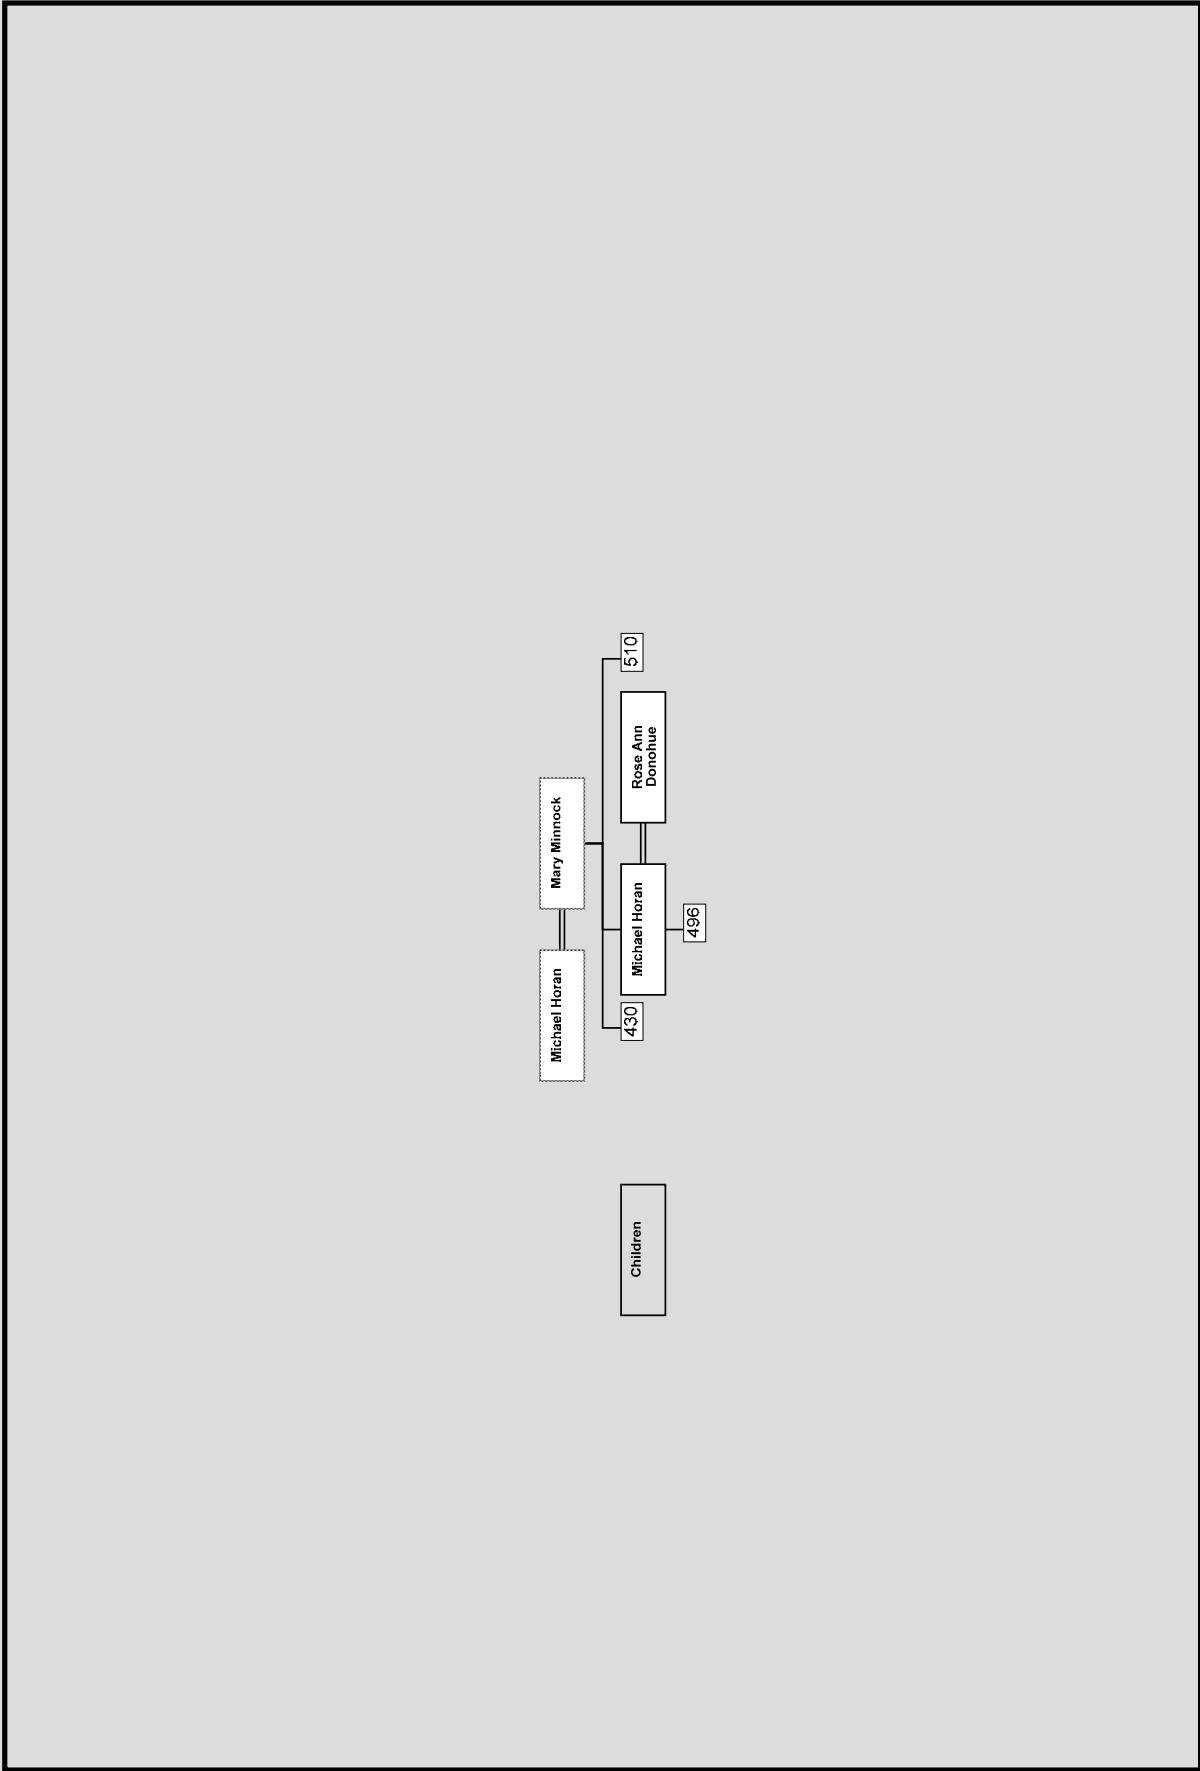 Michael Horan
Mary Minnock
Children
430
Michael Horan
Rose Ann
Donohue
510
496